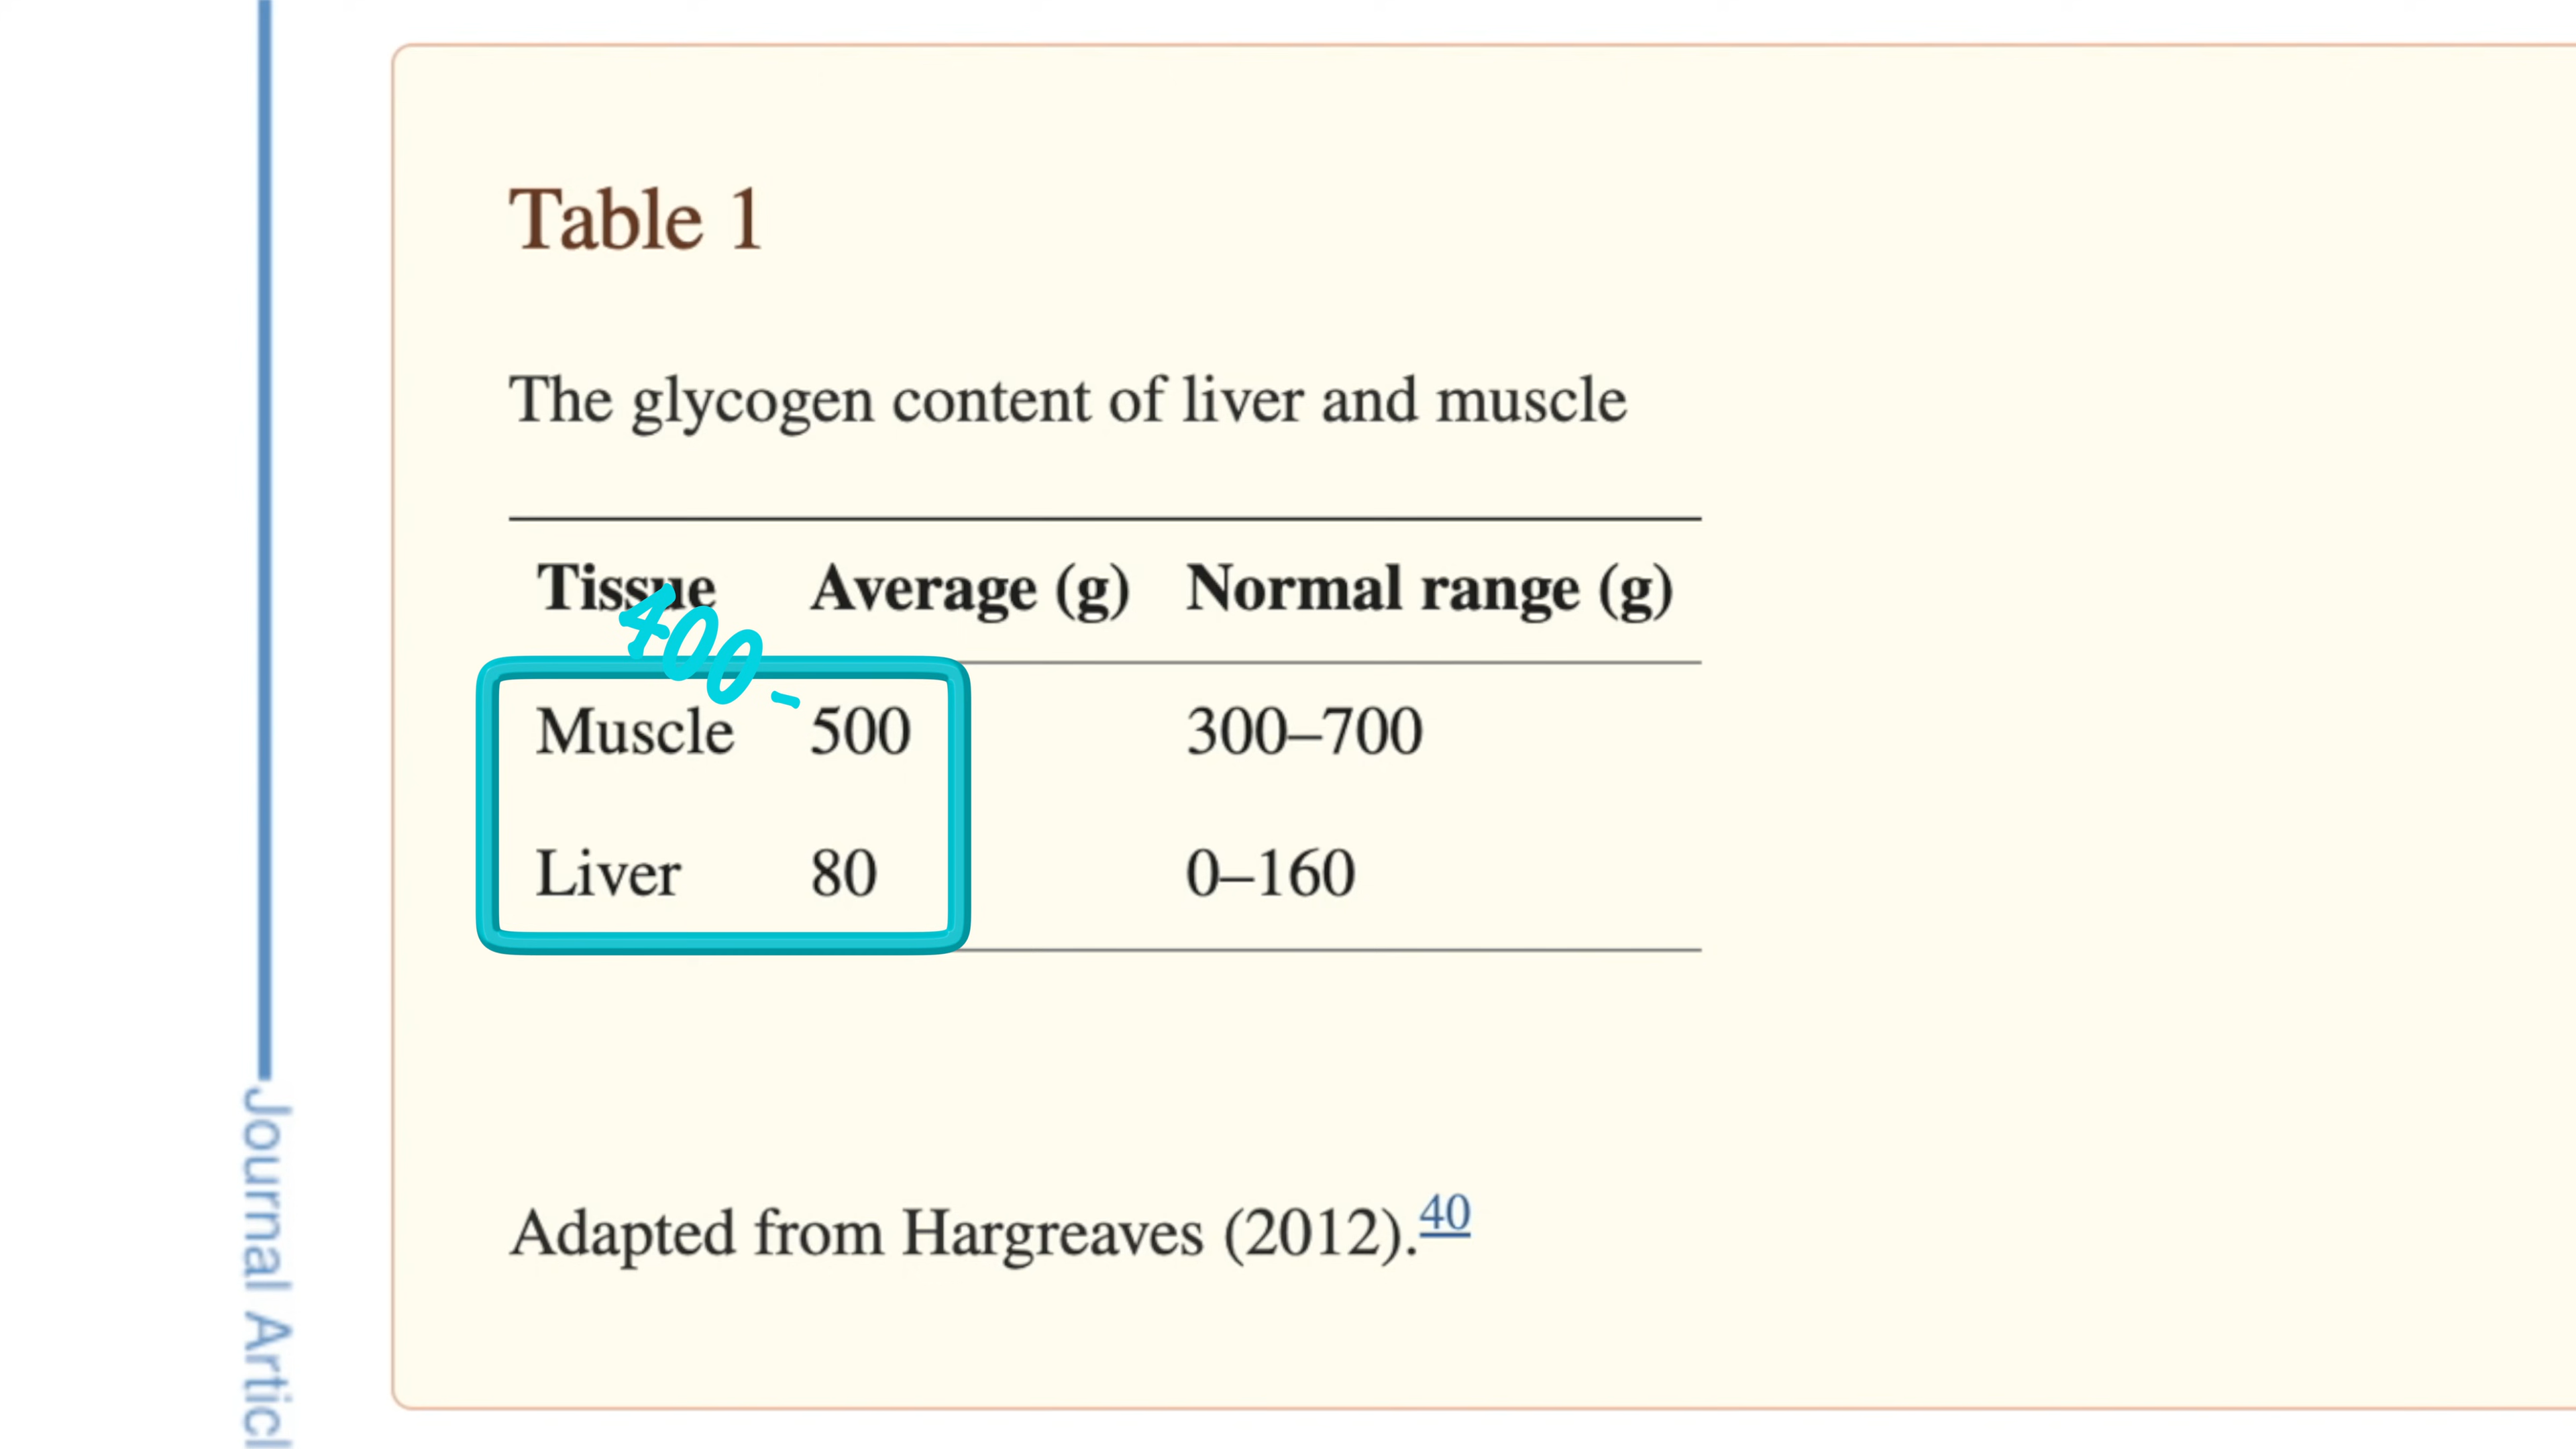 Table 1
The glycogen content of liver and muscle
Tissue Average (g) Normal range (g)
400-
Muscle 500 300–700
Liver 80 0–160
Adapted from Hargreaves (2012).40
Journal Articl